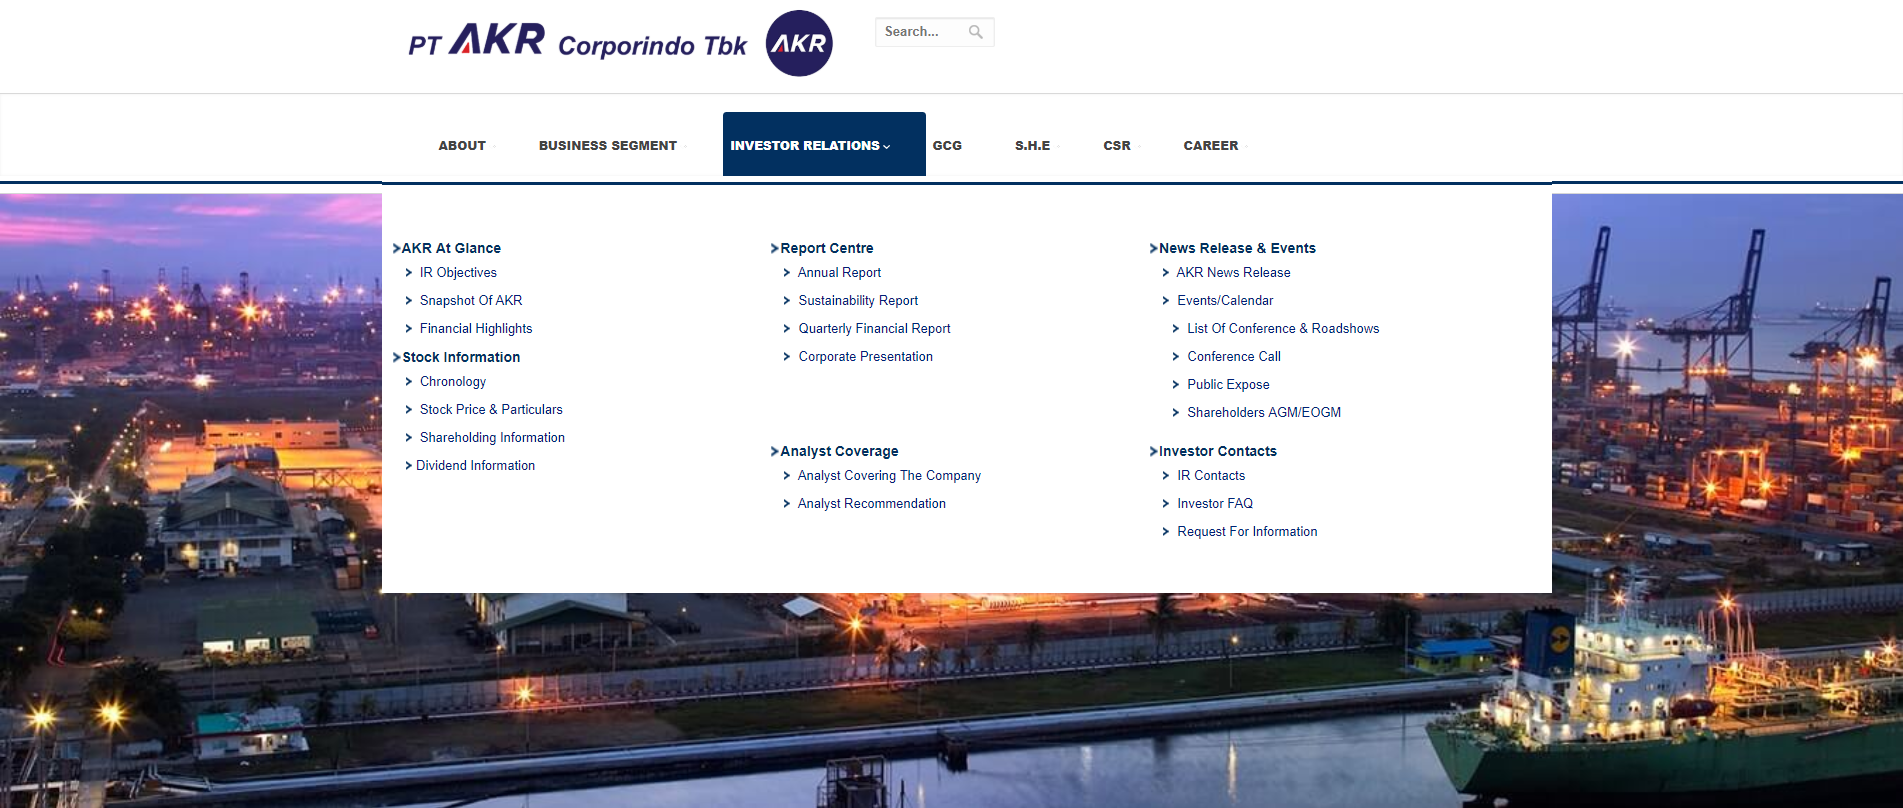 PT AKR Corporindo Tbk AKR
Search...
ABOUT BUSINESS SEGMENT INVESTOR RELATIONS GCG S.H.E CSR CAREER
AKR At Glance
IR Objectives
Snapshot Of AKR
Financial Highlights
Stock Information
Chronology
Stock Price & Particulars
Shareholding Information
Dividend Information
Report Centre
Annual Report
Sustainability Report
Quarterly Financial Report
Corporate Presentation
Analyst Coverage
Analyst Covering The Company
Analyst Recommendation
News Release & Events
AKR News Release
Events/Calendar
List Of Conference & Roadshows
Conference Call
Public Expose
Shareholders AGM/EOGM
Investor Contacts
IR Contacts
Investor FAQ
Request For Information